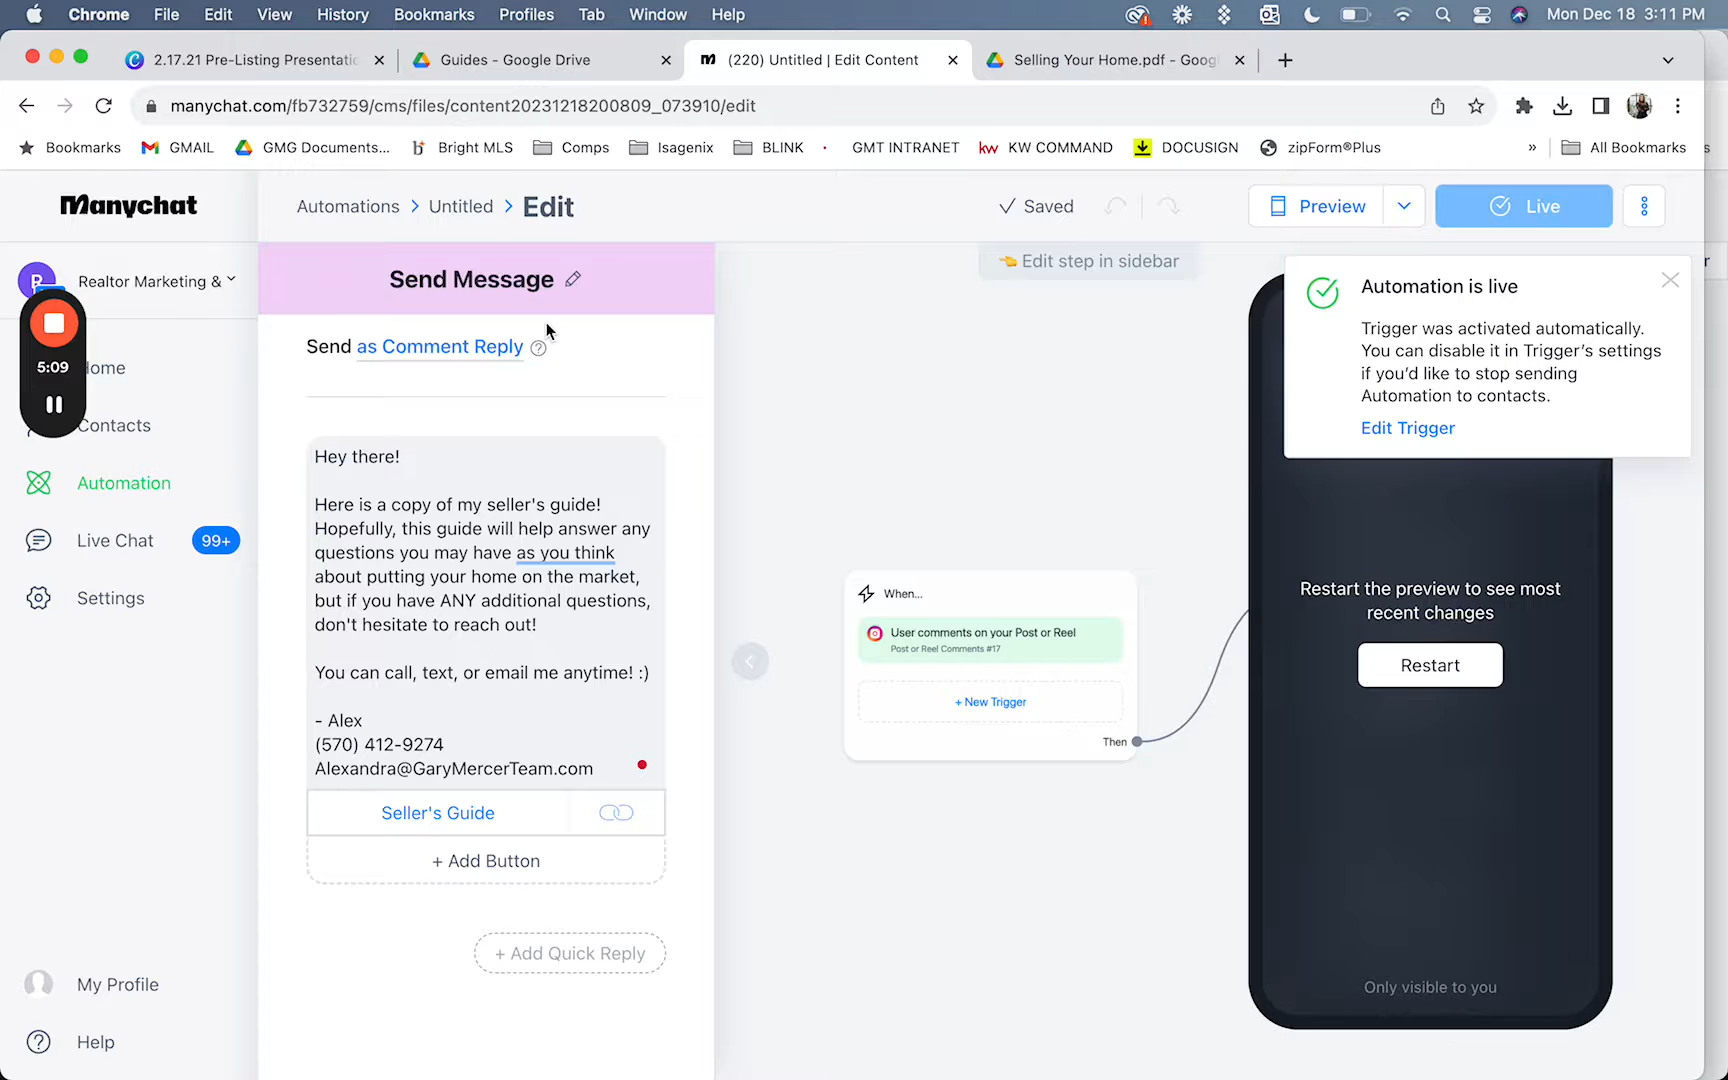 Chrome File Edit View History Bookmarks Profiles Tab Window Help Mon Dec 18 3:11 PM
2.17.21 Pre-Listing Presentatio Guides - Google Drive (220) Untitled | Edit Content Selling Your Home.pdf - Goog
manychat.com/fb732759/cms/files/content20231218200809_073910/edit
Bookmarks GMAIL GMG Documents... Bright MLS Comps Isagenix BLINK GMT INTRANET KW COMMAND DOCUSIGN zipForm®Plus » All Bookmarks
Manychat
Automations > Untitled > Edit
Saved
Preview
Live
Realtor Marketing &
5:09
Home
Contacts
Automation
Live Chat 99+
Settings
My Profile
Help
Send Message
Send as Comment Reply ?
Hey there!
Here is a copy of my seller's guide!
Hopefully, this guide will help answer any
questions you may have as you think
about putting your home on the market,
but if you have ANY additional questions,
don't hesitate to reach out!
You can call, text, or email me anytime! :)
- Alex
(570) 412-9274
Alexandra@GaryMercerTeam.com
Seller's Guide
+ Add Button
+ Add Quick Reply
👈 Edit step in sidebar
When...
User comments on your Post or Reel
Post or Reel Comments #17
+ New Trigger
Then
Automation is live
Trigger was activated automatically.
You can disable it in Trigger's settings
if you'd like to stop sending
Automation to contacts.
Edit Trigger
Restart the preview to see most
recent changes
Restart
Only visible to you